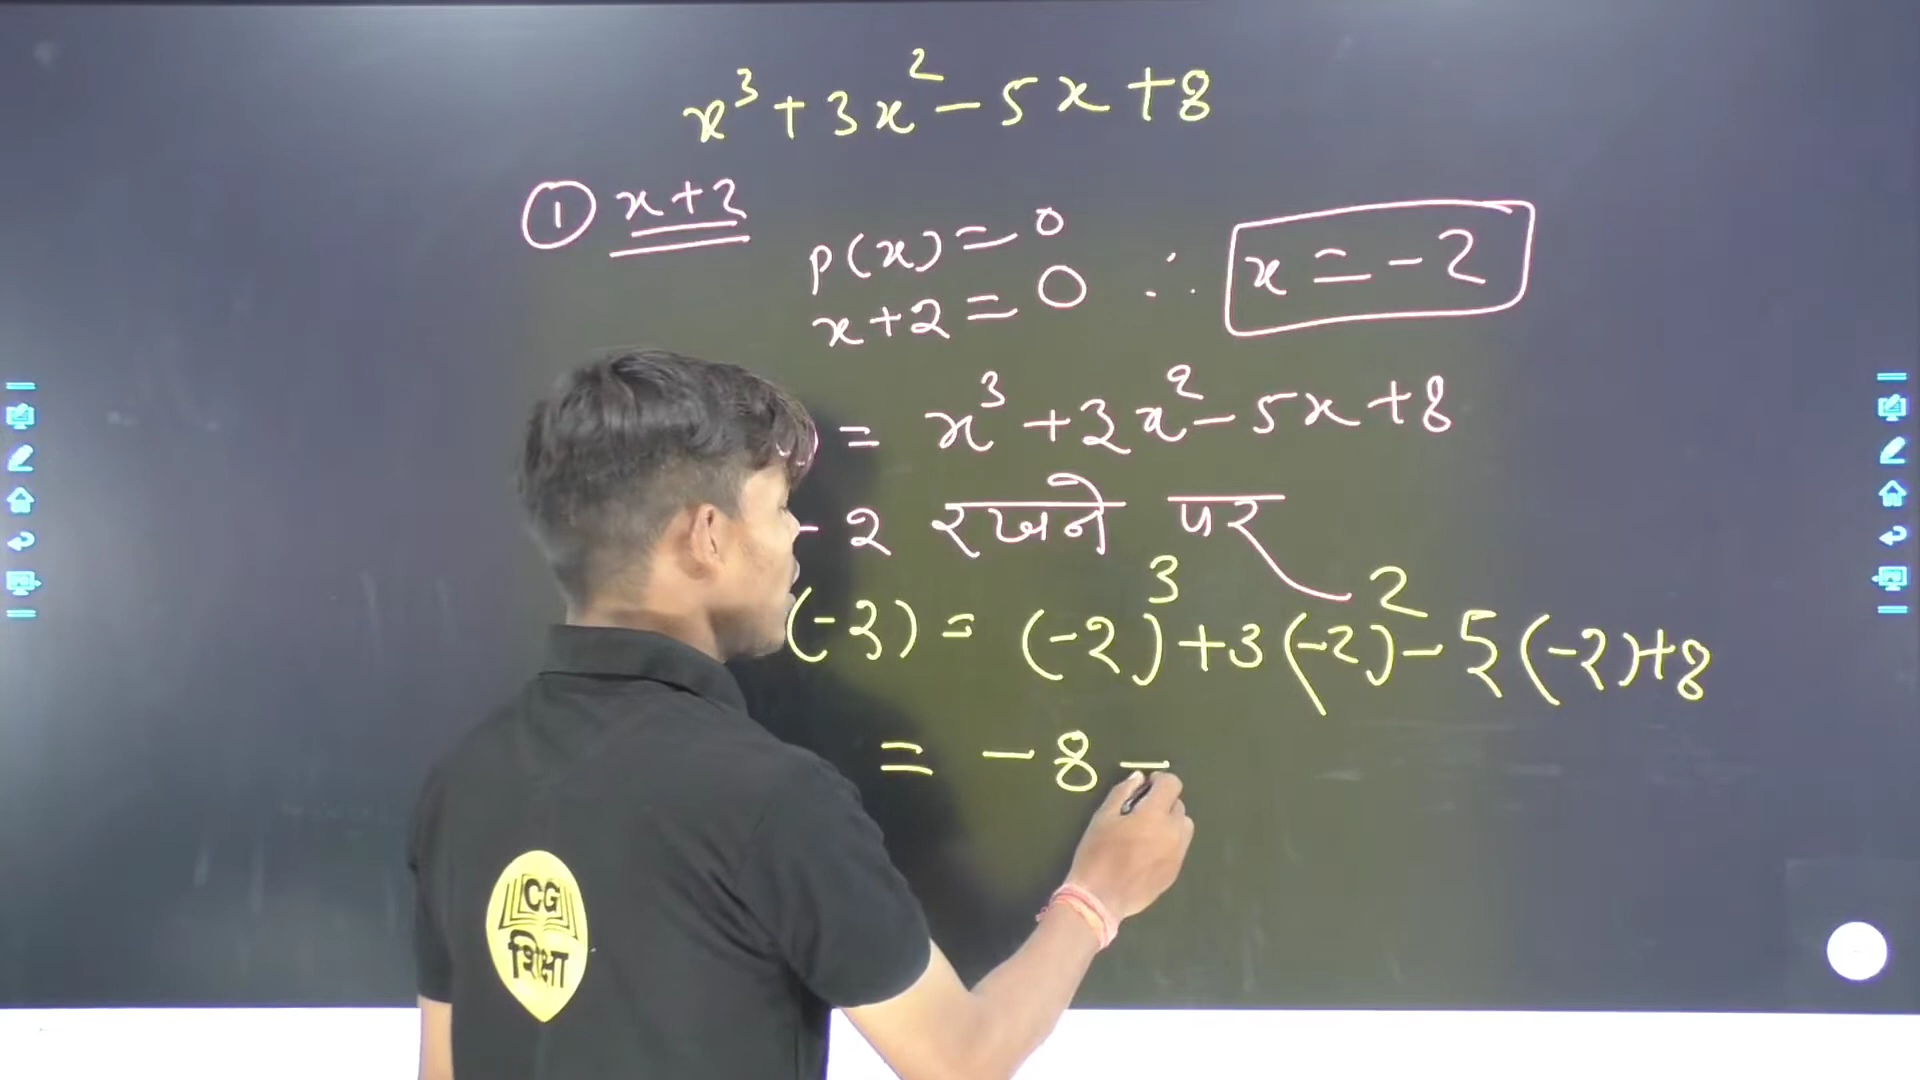 x³+3x²-5x+8
① x+2
p(x)=0
x+2=0 ∴ x=-2
= x³+3x²-5x+8
-2 रखने पर
(-2) = (-2)³+3(-2)²-5(-2)+8
= -8-
CG
शिक्षा